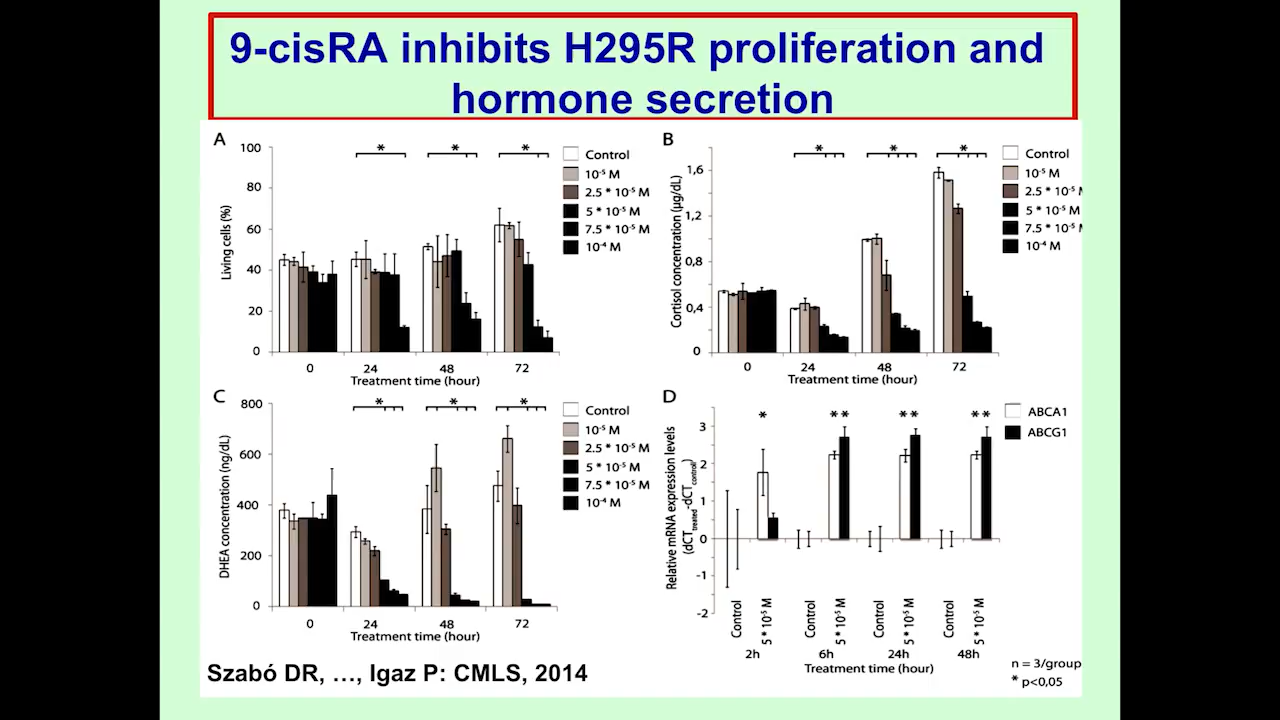 9-cisRA inhibits H295R proliferation and
hormone secretion
A
100
80
60
40
20
0
Living cells (%)
*
*
*
0
24
48
72
Treatment time (hour)
Control
10⁻⁵ M
2.5 * 10⁻⁵ M
5 * 10⁻⁵ M
7.5 * 10⁻⁵ M
10⁻⁴ M
B
1,6
1,2
0,8
0,4
0
Cortisol concentration (µg/dL)
*
*
*
0
24
48
72
Treatment time (hour)
Control
10⁻⁵ M
2.5 * 10⁻⁵
5 * 10⁻⁵ M
7.5 * 10⁻⁵
10⁻⁴ M
C
800
600
400
200
0
DHEA concentration (ng/dL)
*
*
*
0
24
48
72
Treatment time (hour)
Control
10⁻⁵ M
2.5 * 10⁻⁵ M
5 * 10⁻⁵ M
7.5 * 10⁻⁵ M
10⁻⁴ M
D
3
2
1
0
-1
-2
Relative mRNA expression levels
(dCTtreated-dCTcontrol)
*
* *
* *
* *
ABCA1
ABCG1
Control
5 * 10⁻⁵ M
Control
5 * 10⁻⁵ M
Control
5 * 10⁻⁵ M
Control
5 * 10⁻⁵ M
2h
6h
24h
48h
Treatment time (hour)
n = 3/group
* p<0,05
Szabó DR, …, Igaz P: CMLS, 2014